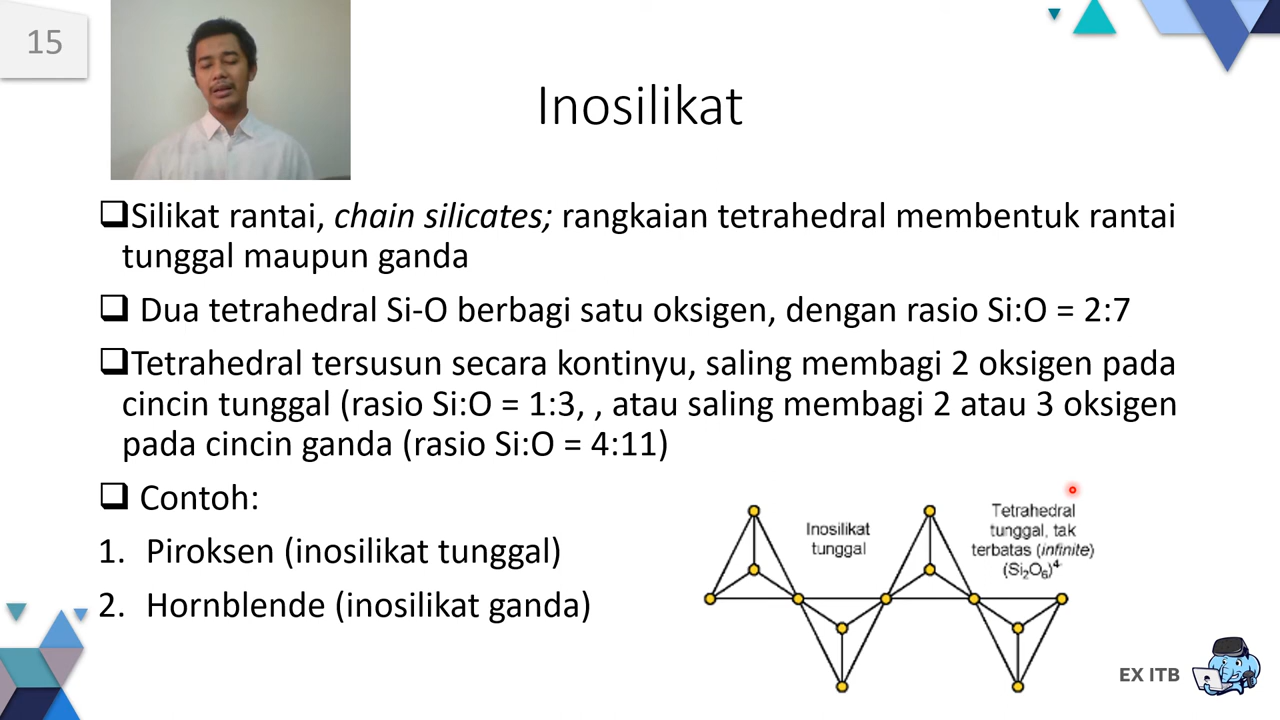 15
Inosilikat
❑Silikat rantai, chain silicates; rangkaian tetrahedral membentuk rantai
tunggal maupun ganda
❑ Dua tetrahedral Si-O berbagi satu oksigen, dengan rasio Si:O = 2:7
❑Tetrahedral tersusun secara kontinyu, saling membagi 2 oksigen pada
cincin tunggal (rasio Si:O = 1:3, , atau saling membagi 2 atau 3 oksigen
pada cincin ganda (rasio Si:O = 4:11)
❑ Contoh:
1. Piroksen (inosilikat tunggal)
2. Hornblende (inosilikat ganda)
Inosilikat
tunggal
Tetrahedral
tunggal, tak
terbatas (infinite)
(Si₂O₆)⁴⁻
EX ITB